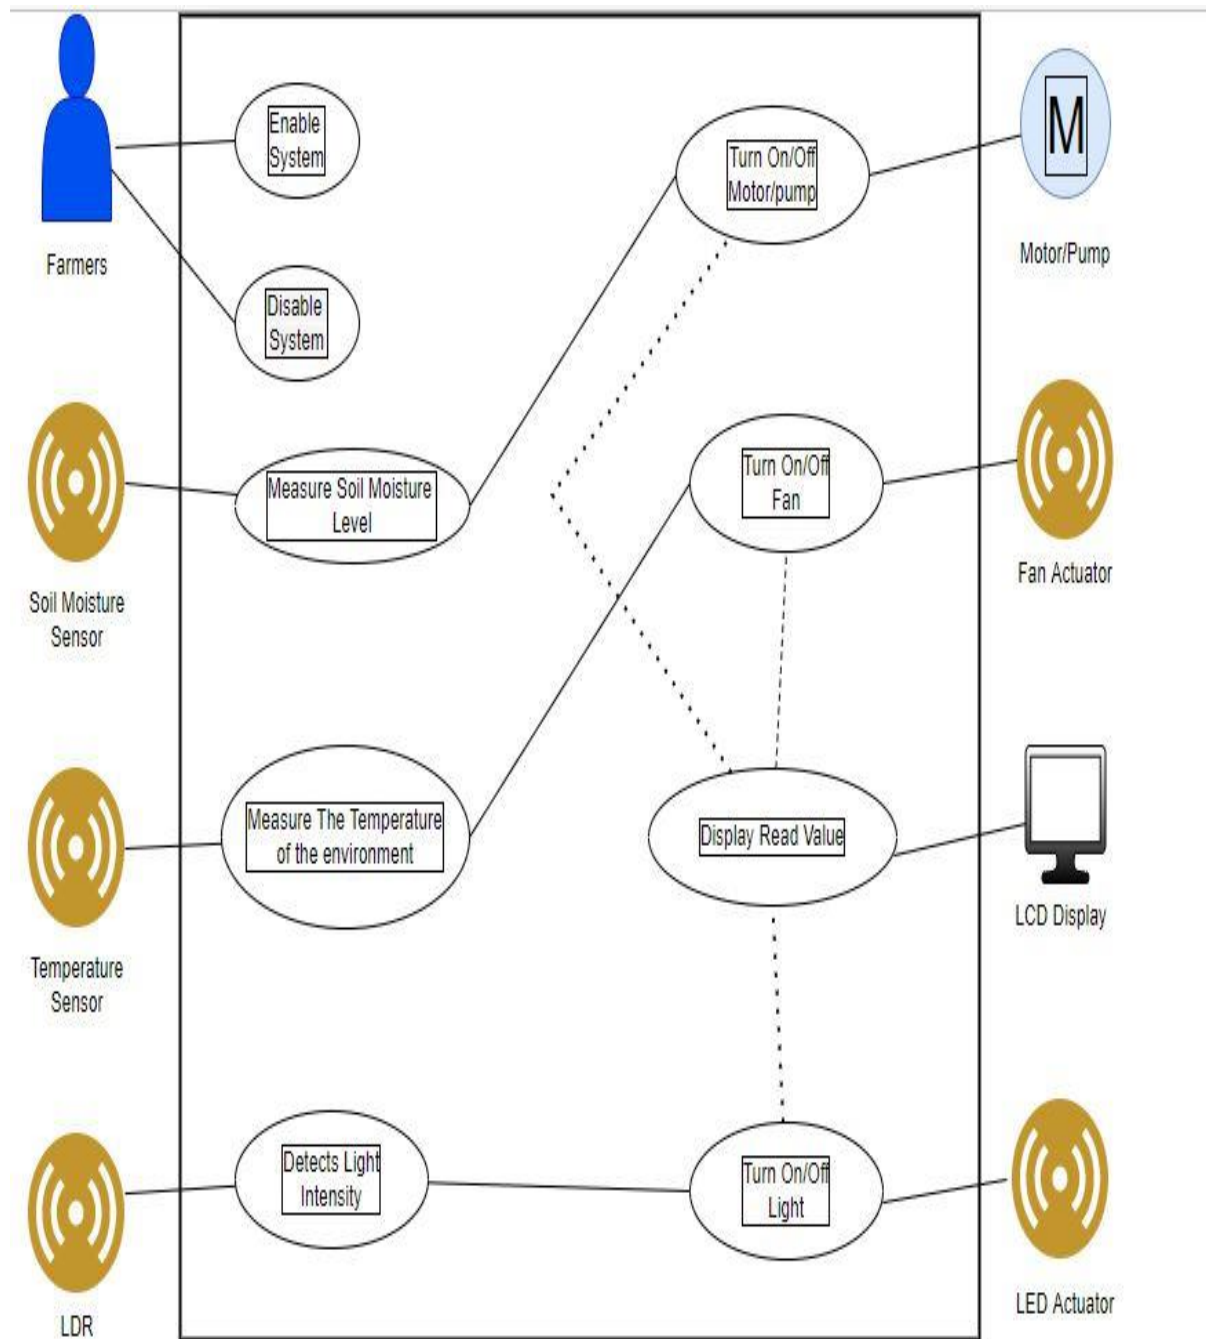 Enable
System
Turn On/Off
Motor/pump
M
Farmers
Motor/Pump
Disable
System
Measure Soil Moisture
Level
Turn On/Off
Fan
Soil Moisture
Sensor
Fan Actuator
Measure The Temperature
of the environment
Display Read Value
LCD Display
Temperature
Sensor
Detects Light
Intensity
Turn On/Off
Light
LED Actuator
LDR